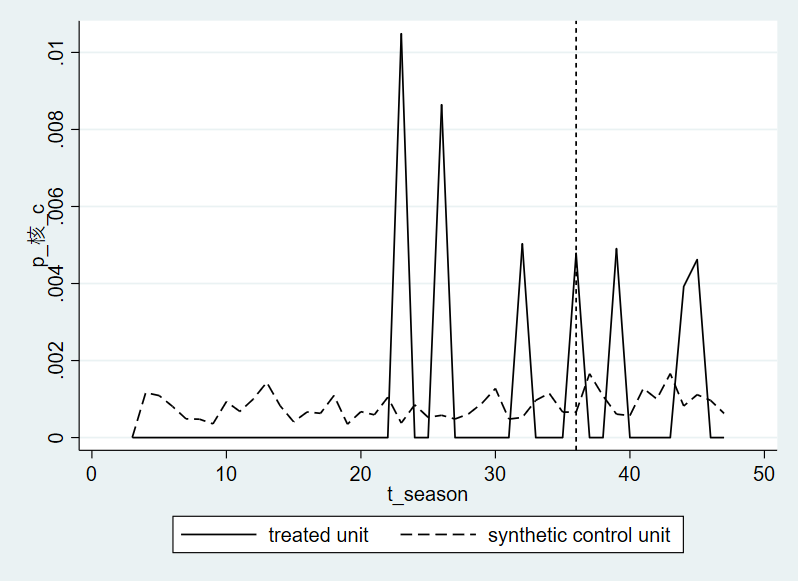 .01
.008
.006
.004
.002
0
p_核_c
0 10 20 30 40 50
t_season
treated unit synthetic control unit